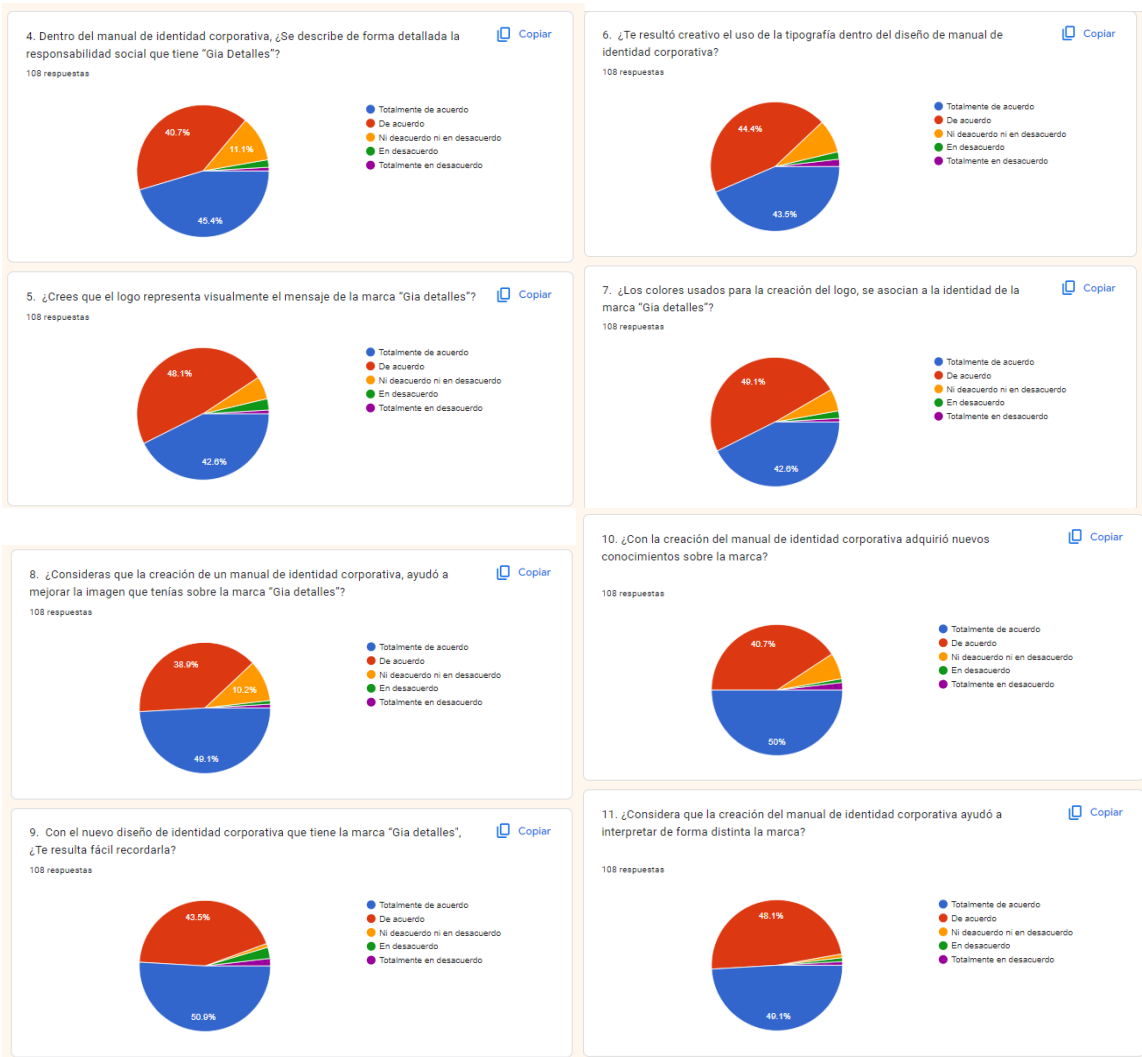 4. Dentro del manual de identidad corporativa, ¿Se describe de forma detallada la
responsabilidad social que tiene “Gia Detalles”?
Copiar
108 respuestas
Totalmente de acuerdo
De acuerdo
Ni deacuerdo ni en desacuerdo
En desacuerdo
Totalmente en desacuerdo
40.7%
11.1%
45.4%
5. ¿Crees que el logo representa visualmente el mensaje de la marca “Gia detalles”?
Copiar
108 respuestas
Totalmente de acuerdo
De acuerdo
Ni deacuerdo ni en desacuerdo
En desacuerdo
Totalmente en desacuerdo
48.1%
42.6%
6. ¿Te resultó creativo el uso de la tipografía dentro del diseño de manual de
identidad corporativa?
Copiar
108 respuestas
Totalmente de acuerdo
De acuerdo
Ni deacuerdo ni en desacuerdo
En desacuerdo
Totalmente en desacuerdo
44.4%
43.5%
7. ¿Los colores usados para la creación del logo, se asocian a la identidad de la
marca “Gia detalles”?
Copiar
108 respuestas
Totalmente de acuerdo
De acuerdo
Ni deacuerdo ni en desacuerdo
En desacuerdo
Totalmente en desacuerdo
49.1%
42.6%
8. ¿Consideras que la creación de un manual de identidad corporativa, ayudó a
mejorar la imagen que tenías sobre la marca “Gia detalles”?
Copiar
108 respuestas
Totalmente de acuerdo
De acuerdo
Ni deacuerdo ni en desacuerdo
En desacuerdo
Totalmente en desacuerdo
38.9%
10.2%
49.1%
9. Con el nuevo diseño de identidad corporativa que tiene la marca “Gia detalles",
¿Te resulta fácil recordarla?
Copiar
108 respuestas
Totalmente de acuerdo
De acuerdo
Ni deacuerdo ni en desacuerdo
En desacuerdo
Totalmente en desacuerdo
43.5%
50.9%
10. ¿Con la creación del manual de identidad corporativa adquirió nuevos
conocimientos sobre la marca?
Copiar
108 respuestas
Totalmente de acuerdo
De acuerdo
Ni deacuerdo ni en desacuerdo
En desacuerdo
Totalmente en desacuerdo
40.7%
50%
11. ¿Considera que la creación del manual de identidad corporativa ayudó a
interpretar de forma distinta la marca?
Copiar
108 respuestas
Totalmente de acuerdo
De acuerdo
Ni deacuerdo ni en desacuerdo
En desacuerdo
Totalmente en desacuerdo
48.1%
49.1%